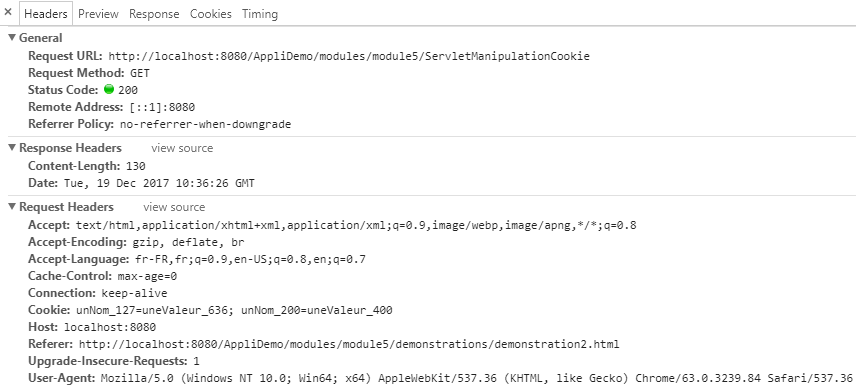 × Headers Preview Response Cookies Timing
▼ General
Request URL: http://localhost:8080/AppliDemo/modules/module5/ServletManipulationCookie
Request Method: GET
Status Code: 200
Remote Address: [::1]:8080
Referrer Policy: no-referrer-when-downgrade
▼ Response Headers view source
Content-Length: 130
Date: Tue, 19 Dec 2017 10:36:26 GMT
▼ Request Headers view source
Accept: text/html,application/xhtml+xml,application/xml;q=0.9,image/webp,image/apng,*/*;q=0.8
Accept-Encoding: gzip, deflate, br
Accept-Language: fr-FR,fr;q=0.9,en-US;q=0.8,en;q=0.7
Cache-Control: max-age=0
Connection: keep-alive
Cookie: unNom_127=uneValeur_636; unNom_200=uneValeur_400
Host: localhost:8080
Referer: http://localhost:8080/AppliDemo/modules/module5/demonstrations/demonstration2.html
Upgrade-Insecure-Requests: 1
User-Agent: Mozilla/5.0 (Windows NT 10.0; Win64; x64) AppleWebKit/537.36 (KHTML, like Gecko) Chrome/63.0.3239.84 Safari/537.36